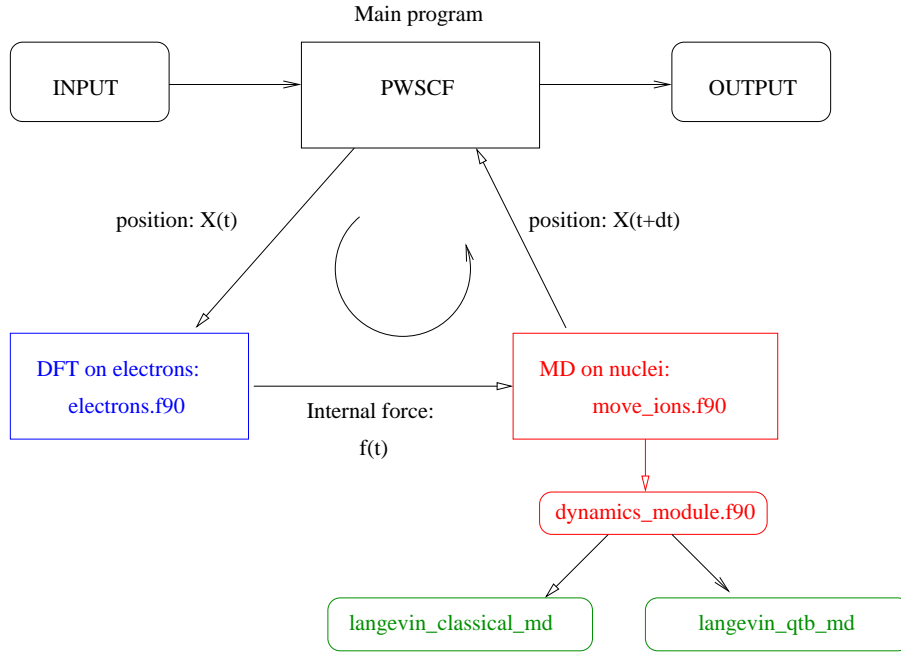 Main program
INPUT
PWSCF
OUTPUT
position: X(t)
position: X(t+dt)
DFT on electrons:
electrons.f90
Internal force:
f(t)
MD on nuclei:
move_ions.f90
dynamics_module.f90
langevin_classical_md
langevin_qtb_md